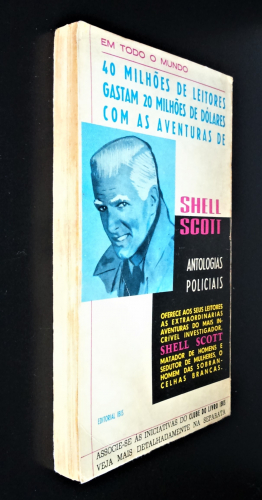 EM TODO O MUNDO
40 MILHÕES DE LEITORES
GASTAM 20 MILHÕES DE DÓLARES
COM AS AVENTURAS DE
SHELL
SCOTT
ANTOLOGIAS
POLICIAIS
OFERECE AOS SEUS LEITORES
AS EXTRAORDINARIAS
AVENTURAS DO MAIS IN-
CRIVEL INVESTIGADOR,
SHELL SCOTT
MATADOR DE HOMENS E
SEDUTOR DE MULHERES, O
HOMEM DAS SOBRAN-
CELHAS BRANCAS.
EDITORIAL IBIS
ASSOCIE-SE AS INICIATIVAS DO CLUBE DO LIVRO IBIS
VEJA MAIS DETALHADAMENTE NA SEPARATA